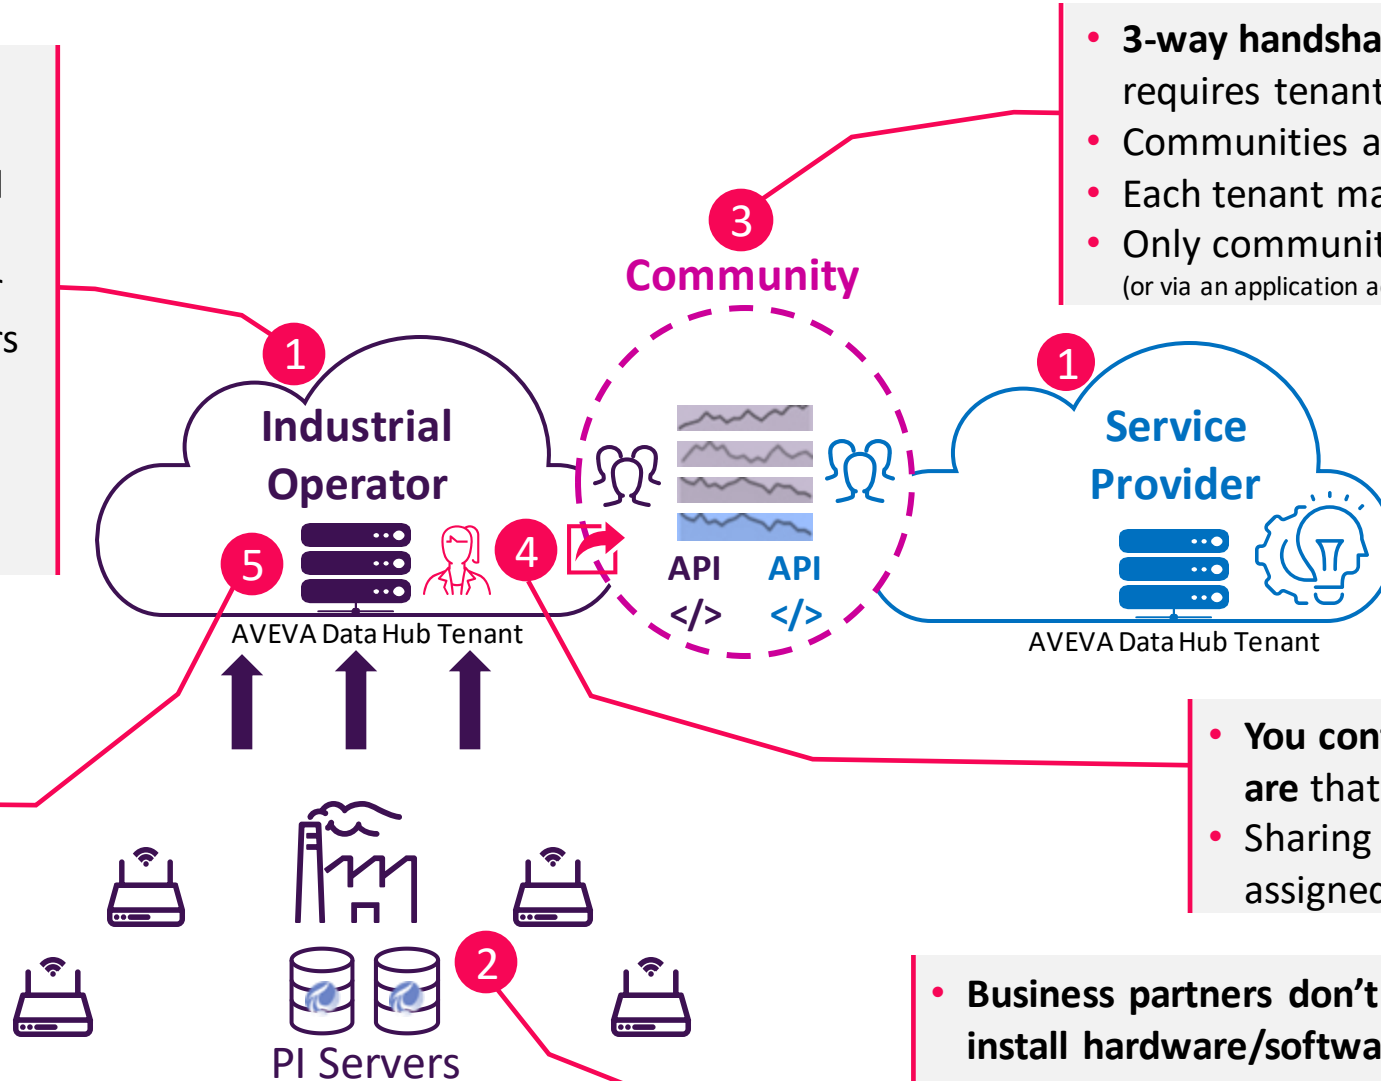 • 3-way handsha
requires tenant
• Communities a
• Each tenant ma
• Only communit
(or via an application a
rs
3
Community
1
Industrial
Operator
1
Service
Provider
5
4
API
</>
API
</>
AVEVA Data Hub Tenant
AVEVA Data Hub Tenant
• You con
are that
• Sharing
assigned
2
PI Servers
• Business partners don’t
install hardware/softwa